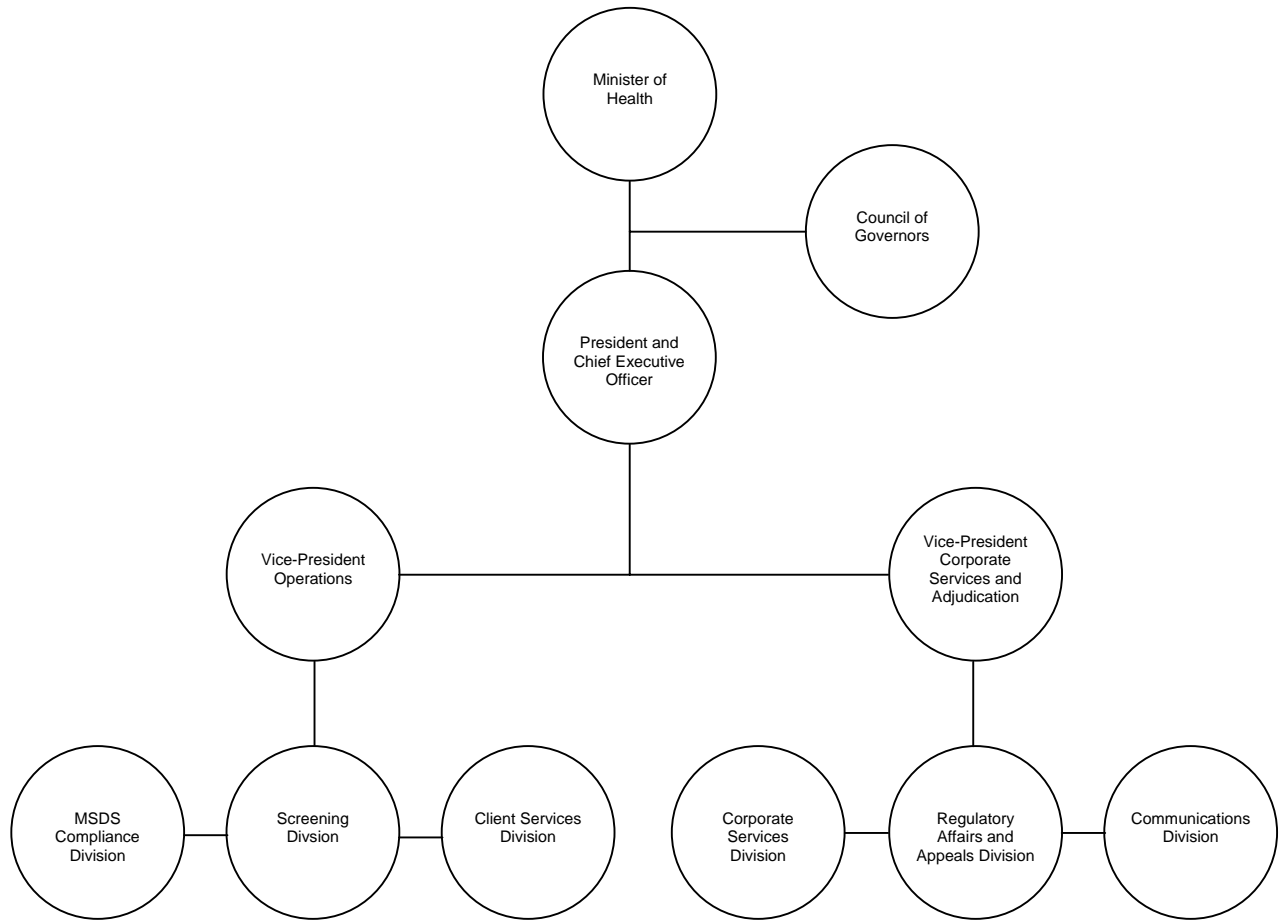 Minister of
Health
Council of
Governors
President and
Chief Executive
Officer
Vice-President
Operations
Vice-President
Corporate
Services and
Adjudication
MSDS
Compliance
Division
Screening
Divsion
Client Services
Division
Corporate
Services
Division
Regulatory
Affairs and
Appeals Division
Communications
Division